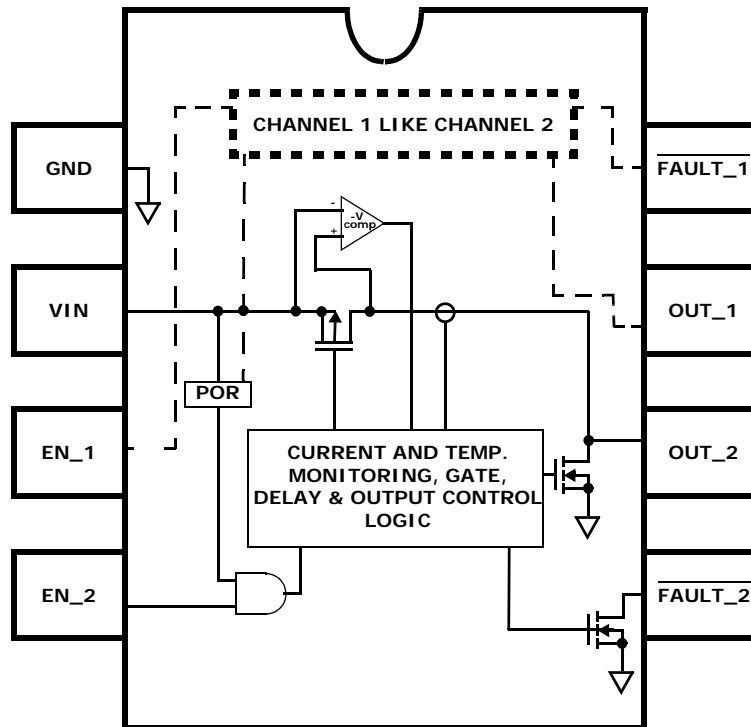 CHANNEL 1 LIKE CHANNEL 2
GND
FAULT_1
-
-V
comp
+
VIN
OUT_1
POR
EN_1
OUT_2
CURRENT AND TEMP.
MONITORING, GATE,
DELAY & OUTPUT CONTROL
LOGIC
EN_2
FAULT_2